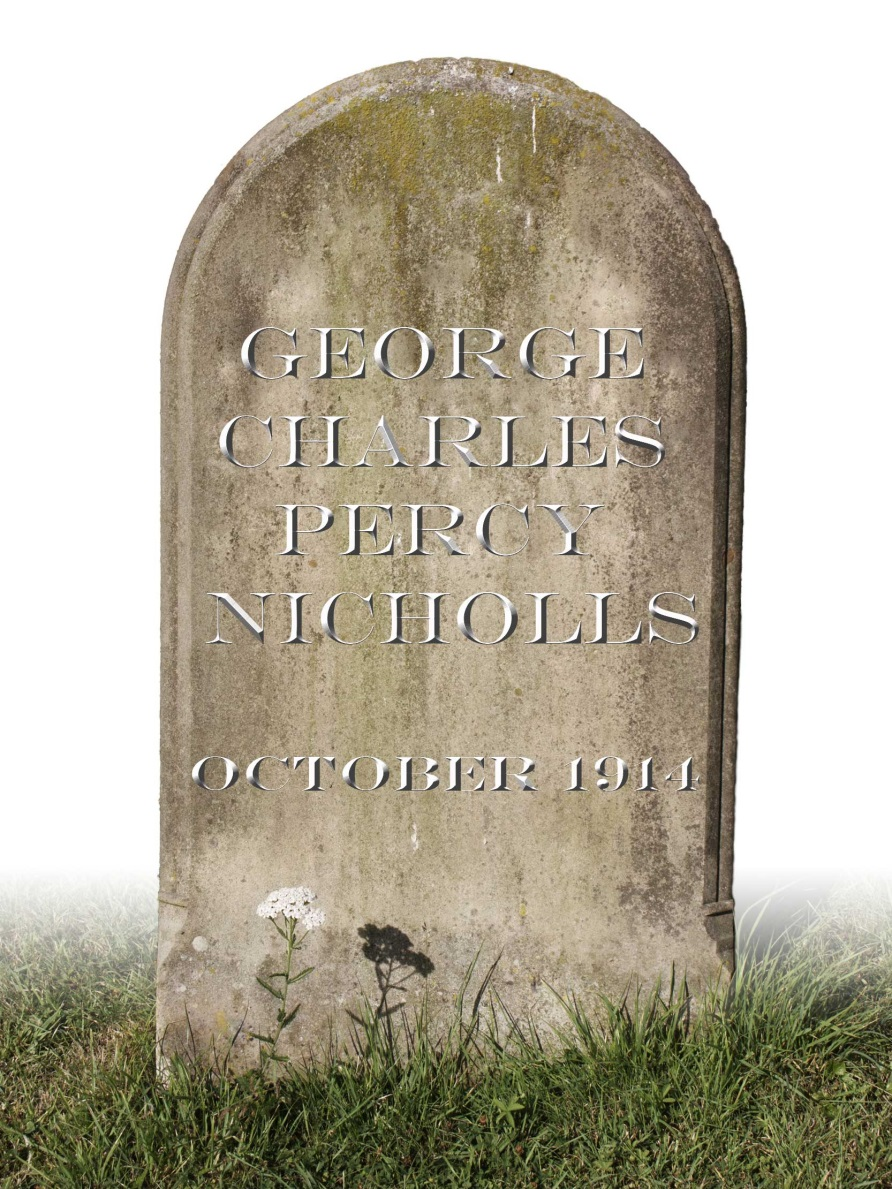 GEORGE
CHARLES
PERCY
NICHOLLS
OCTOBER 1914